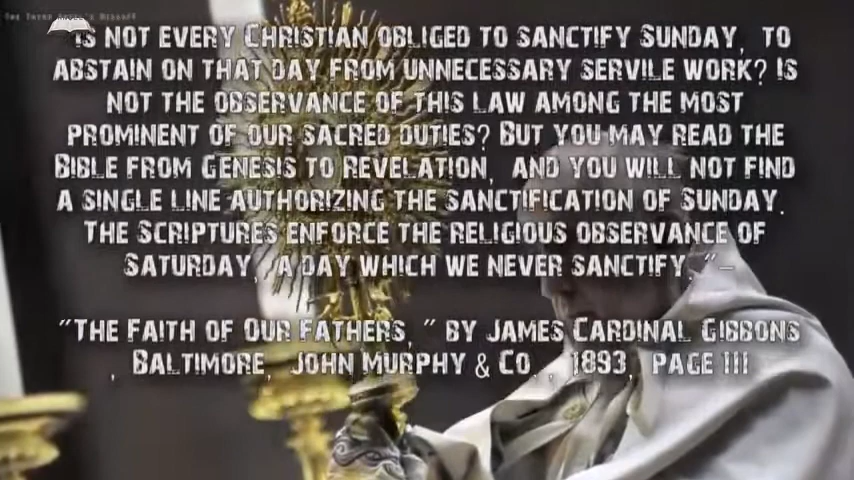 The Three Angel's Message
Is not every Christian obliged to sanctify Sunday, to
abstain on that day from unnecessary servile work? Is
not the observance of this law among the most
prominent of our sacred duties? But you may read the
Bible from Genesis to Revelation, and you will not find
a single line authorizing the sanctification of Sunday.
The Scriptures enforce the religious observance of
Saturday, a day which we never sanctify."—
"The Faith of Our Fathers," by James Cardinal Gibbons
, Baltimore, John Murphy & Co., 1893, page 111